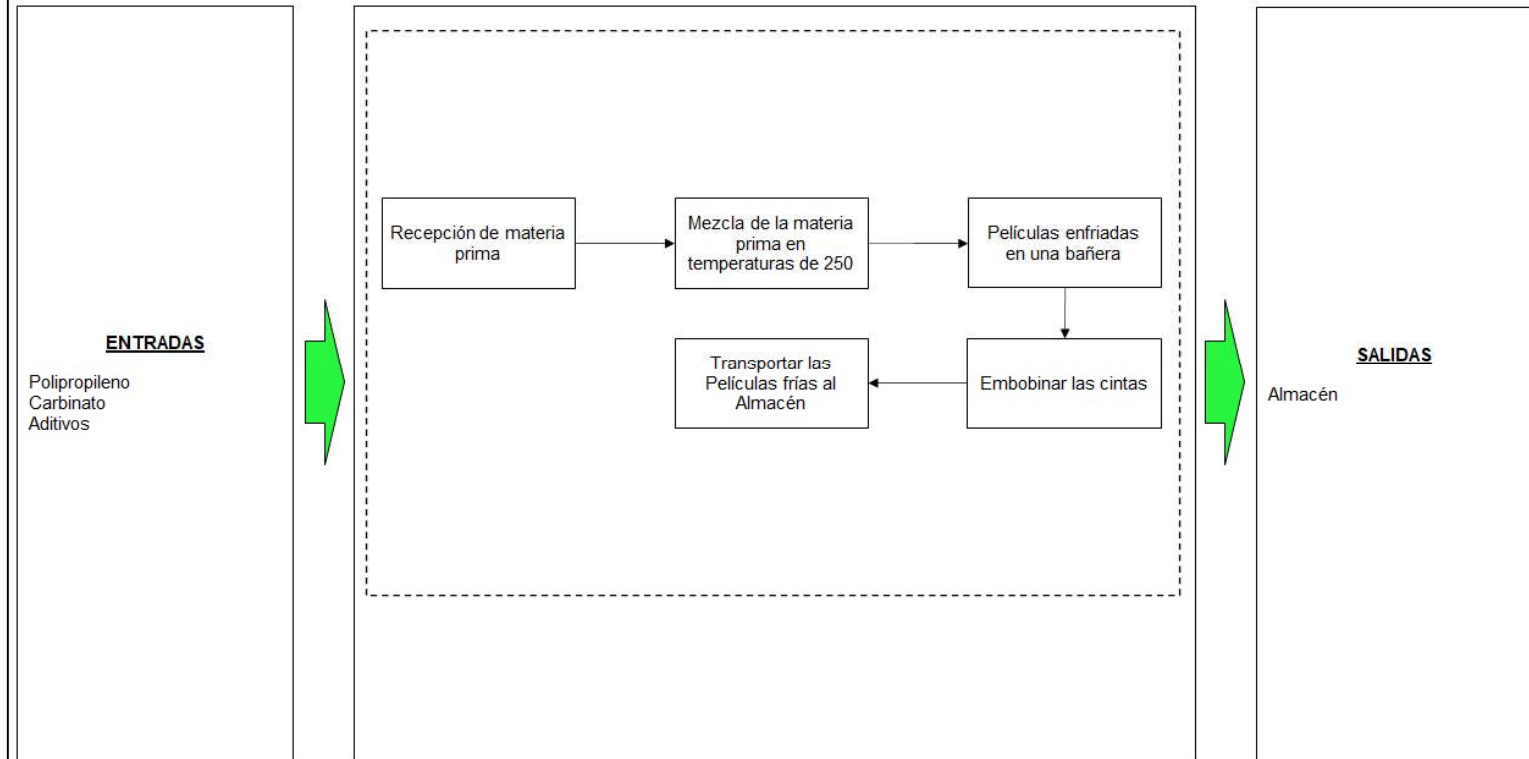 ENTRADAS
Polipropileno
Carbinato
Aditivos
Recepción de materia
prima
Mezcla de la materia
prima en
temperaturas de 250
Películas enfriadas
en una bañera
Embobinar las cintas
Transportar las
Películas frías al
Almacén
SALIDAS
Almacén